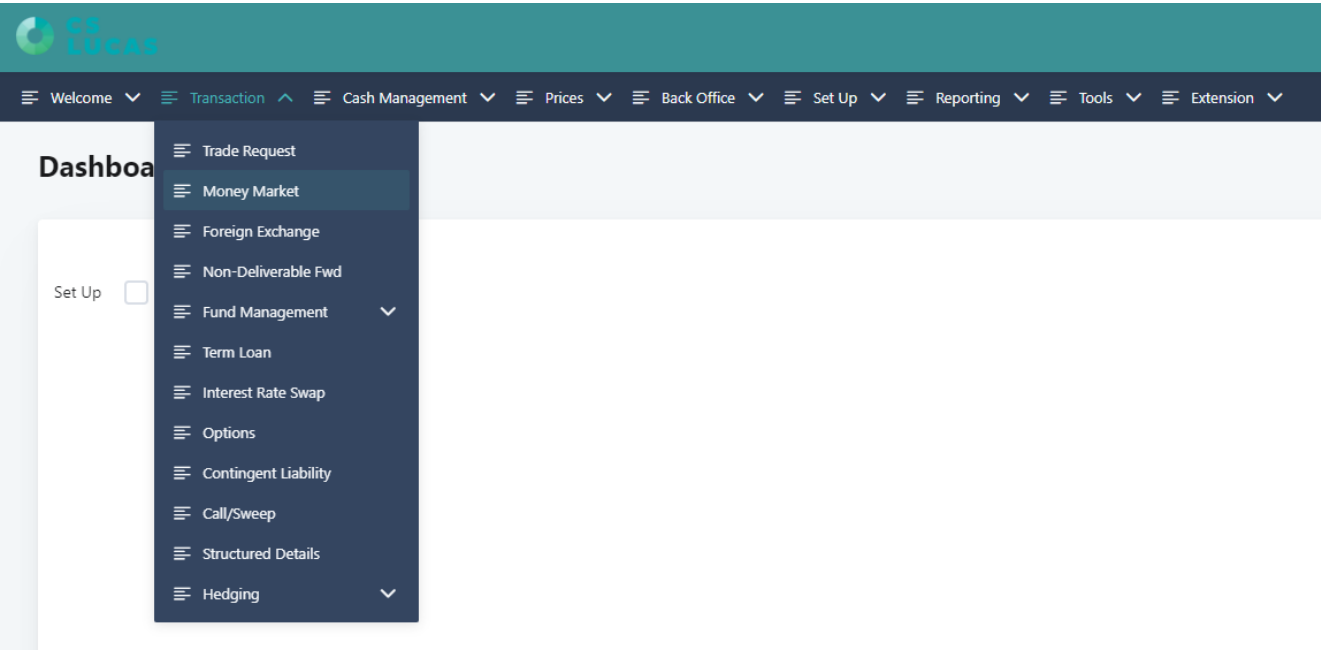 CS
LUCAS
Welcome Transaction Cash Management Prices Back Office Set Up Reporting Tools Extension
Dashboa
Trade Request
Money Market
Foreign Exchange
Non-Deliverable Fwd
Set Up
Fund Management
Term Loan
Interest Rate Swap
Options
Contingent Liability
Call/Sweep
Structured Details
Hedging